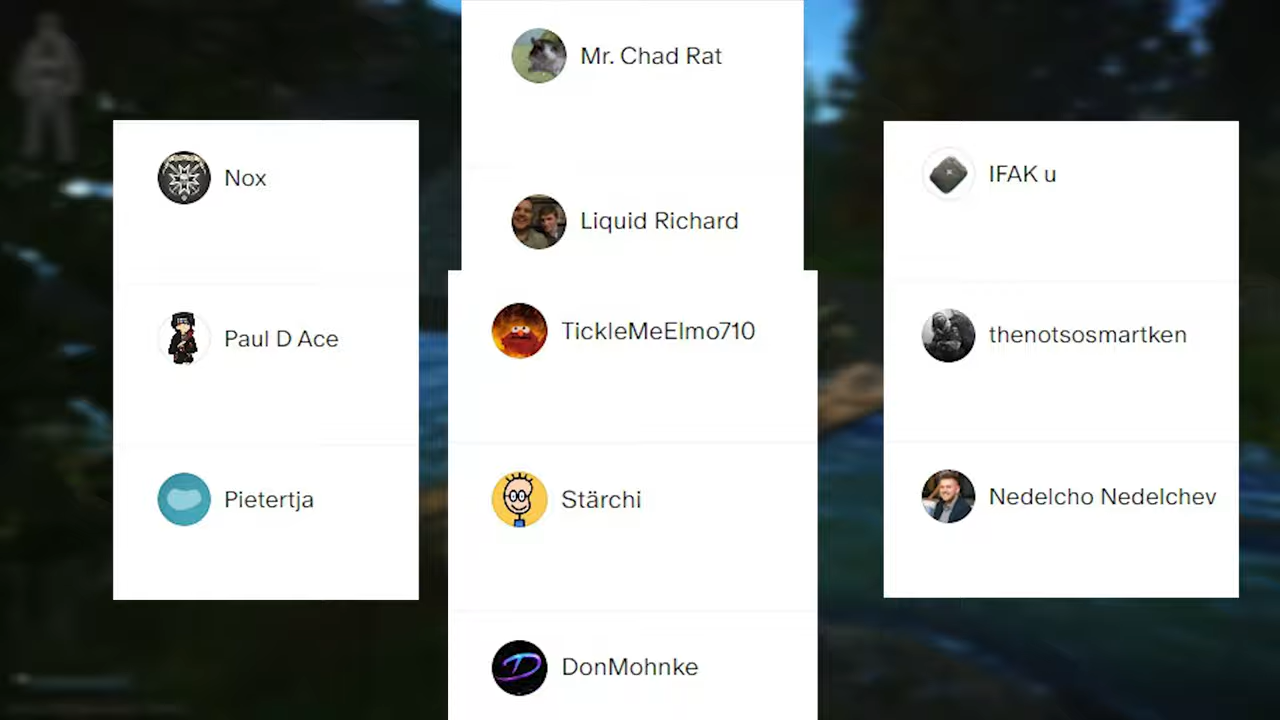 Nox
Paul D Ace
Pietertja
Mr. Chad Rat
Liquid Richard
TickleMeElmo710
Stärchi
DonMohnke
IFAK u
thenotsosmartken
Nedelcho Nedelchev